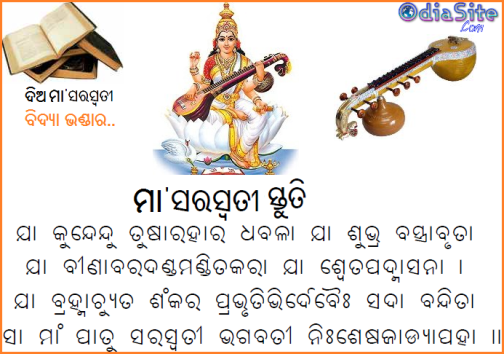 OdiaSite
.Com
ଦିଅ ମା'ସରସ୍ୱତୀ
ବିଦ୍ୟା ଭଣ୍ଡାର..
ମା'ସରସ୍ୱତୀ ସ୍ତୁତି
ଯା କୁନ୍ଦେନ୍ଦୁ ତୁଷାରହାର ଧବଳା ଯା ଶୁଭ୍ର ବସ୍ତ୍ରାବୃତା
ଯା ବୀଣାବରଦଣ୍ଡମଣ୍ଡିତକରା ଯା ଶ୍ୱେତପଦ୍ମାସନା ।
ଯା ବ୍ରହ୍ମାଚ୍ୟୁତ ଶଂକର ପ୍ରଭୃତିଭିର୍ଦେବୈଃ ସଦା ବନ୍ଦିତା
ସା ମାଂ ପାତୁ ସରସ୍ୱତୀ ଭଗବତୀ ନିଃଶେଷଜାଡ୍ୟାପହା ॥